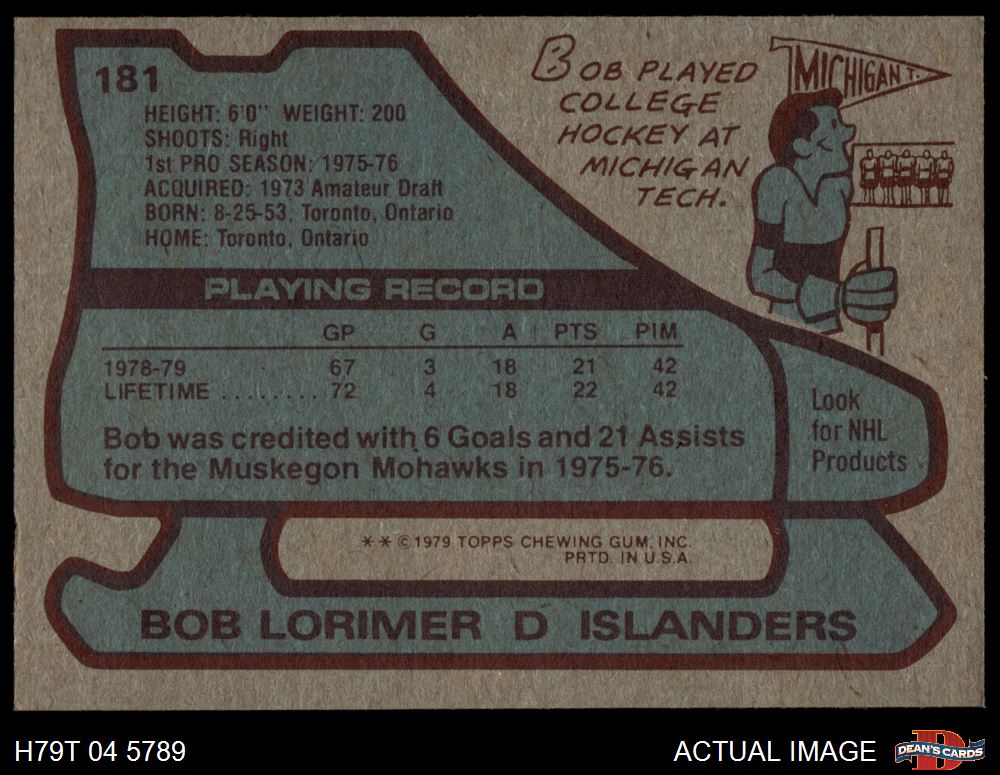 181
HEIGHT: 6'0" WEIGHT: 200
SHOOTS: Right
1st PRO SEASON: 1975-76
ACQUIRED: 1973 Amateur Draft
BORN: 8-25-53, Toronto, Ontario
HOME: Toronto, Ontario
BOB PLAYED
COLLEGE
HOCKEY AT
MICHIGAN
TECH.
MICHIGAN T.
PLAYING RECORD
GP G A PTS PIM
1978-79 67 3 18 21 42
LIFETIME ........ 72 4 18 22 42
Bob was credited with 6 Goals and 21 Assists
for the Muskegon Mohawks in 1975-76.
Look
for NHL
Products
** © 1979 TOPPS CHEWING GUM, INC.
PRTD. IN U.S.A.
BOB LORIMER D ISLANDERS
H79T 04 5789
ACTUAL IMAGE
DEAN'S CARDS